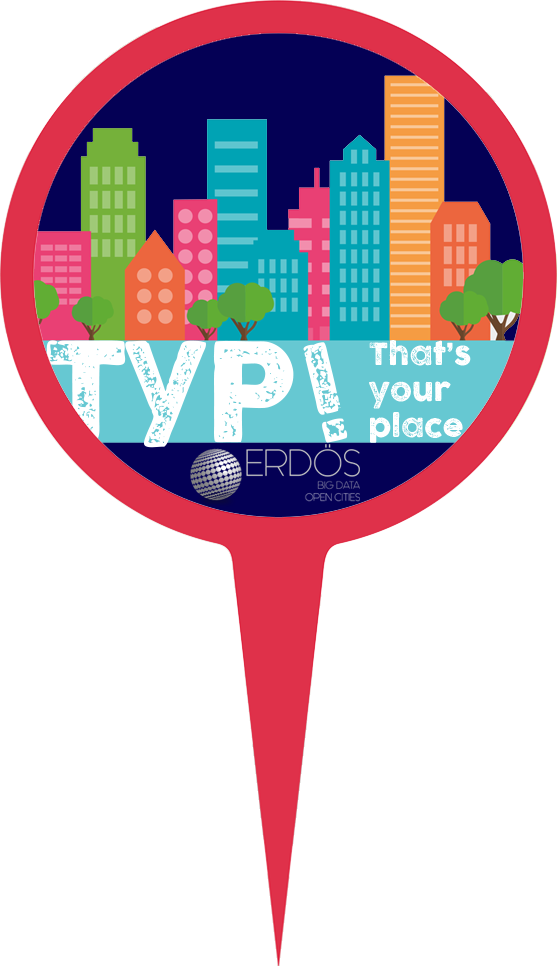 TYP!
That's
your
place
ERDÖS
BIG DATA
OPEN CITIES